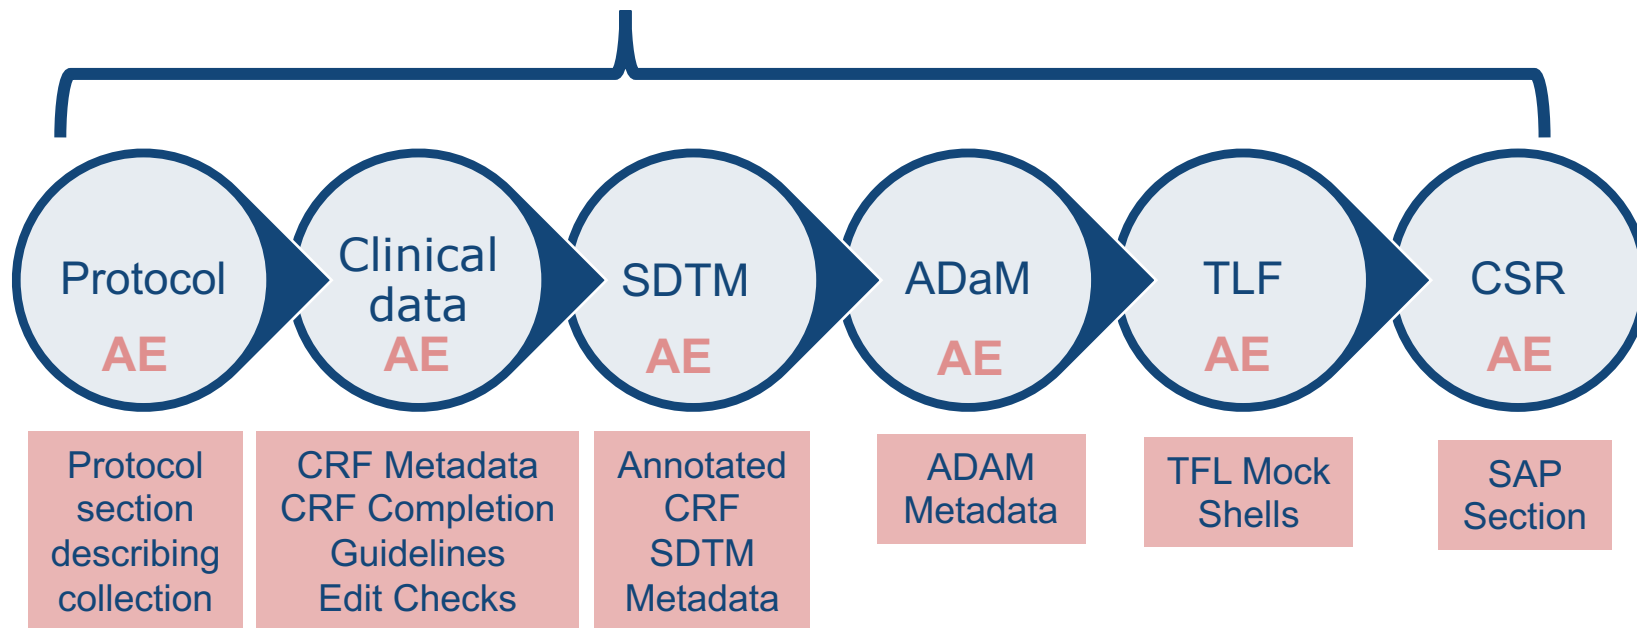 Protocol
AE
Clinical
data
AE
SDTM
AE
ADaM
AE
TLF
AE
CSR
AE
Protocol
section
describing
collection
CRF Metadata
CRF Completion
Guidelines
Edit Checks
Annotated
CRF
SDTM
Metadata
ADAM
Metadata
TFL Mock
Shells
SAP
Section